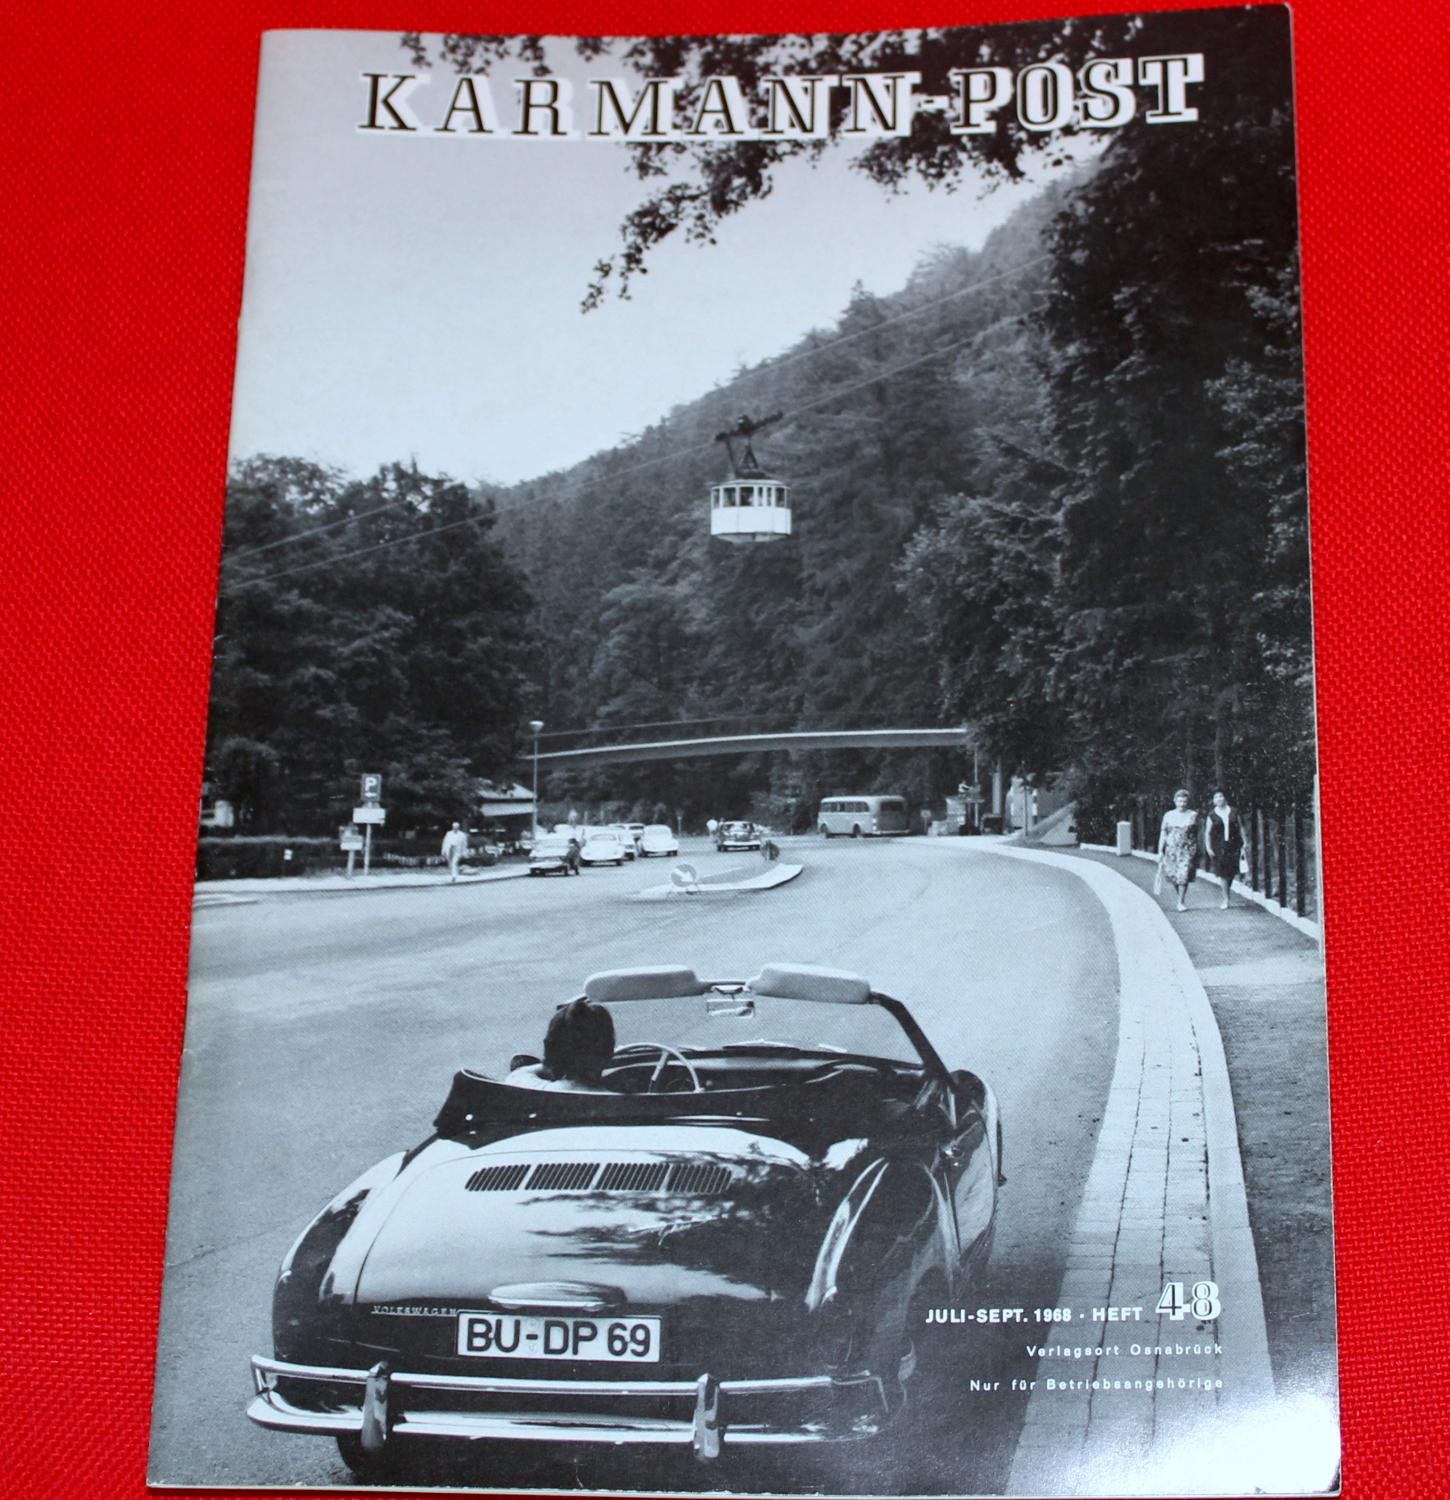 KARMANN-POST
P
VOLKSWAGEN
BU-DP 69
JULI-SEPT. 1968 · HEFT 48
Verlagsort Osnabrück
Nur für Betriebsangehörige